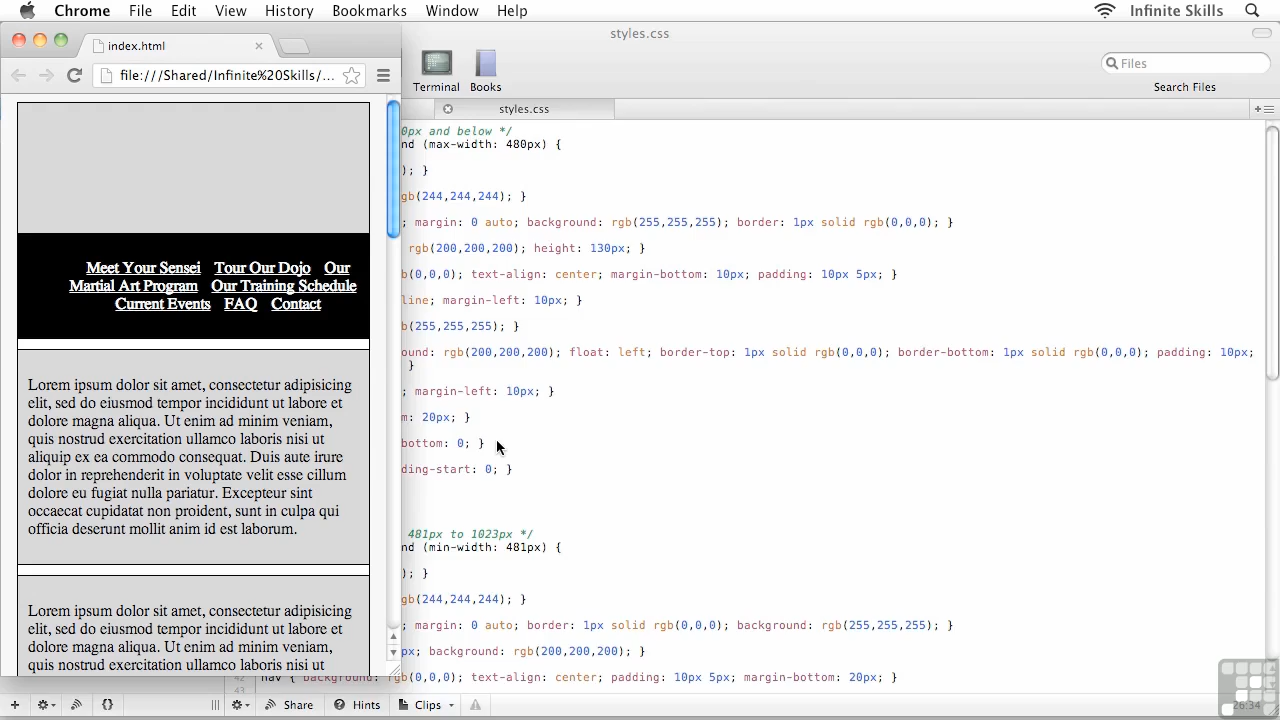 Chrome File Edit View History Bookmarks Window Help Infinite Skills
styles.css
index.html
file:///Shared/Infinite%20Skills/...
Terminal Books
Files
Search Files
styles.css
0px and below */
nd (max-width: 480px) {
); }
gb(244,244,244); }
; margin: 0 auto; background: rgb(255,255,255); border: 1px solid rgb(0,0,0); }
rgb(200,200,200); height: 130px; }
b(0,0,0); text-align: center; margin-bottom: 10px; padding: 10px 5px; }
line; margin-left: 10px; }
b(255,255,255); }
ound: rgb(200,200,200); float: left; border-top: 1px solid rgb(0,0,0); border-bottom: 1px solid rgb(0,0,0); padding: 10px;
}
; margin-left: 10px; }
m: 20px; }
bottom: 0; }
ding-start: 0; }
481px to 1023px */
nd (min-width: 481px) {
); }
gb(244,244,244); }
; margin: 0 auto; border: 1px solid rgb(0,0,0); background: rgb(255,255,255); }
px; background: rgb(200,200,200); }
nav { background: rgb(0,0,0); text-align: center; padding: 10px 5px; margin-bottom: 20px; }
43
Meet Your Sensei Tour Our Dojo Our
Martial Art Program Our Training Schedule
Current Events FAQ Contact
Lorem ipsum dolor sit amet, consectetur adipisicing
elit, sed do eiusmod tempor incididunt ut labore et
dolore magna aliqua. Ut enim ad minim veniam,
quis nostrud exercitation ullamco laboris nisi ut
aliquip ex ea commodo consequat. Duis aute irure
dolor in reprehenderit in voluptate velit esse cillum
dolore eu fugiat nulla pariatur. Excepteur sint
occaecat cupidatat non proident, sunt in culpa qui
officia deserunt mollit anim id est laborum.
Lorem ipsum dolor sit amet, consectetur adipisicing
elit, sed do eiusmod tempor incididunt ut labore et
dolore magna aliqua. Ut enim ad minim veniam,
quis nostrud exercitation ullamco laboris nisi ut
Share Hints Clips
26:34